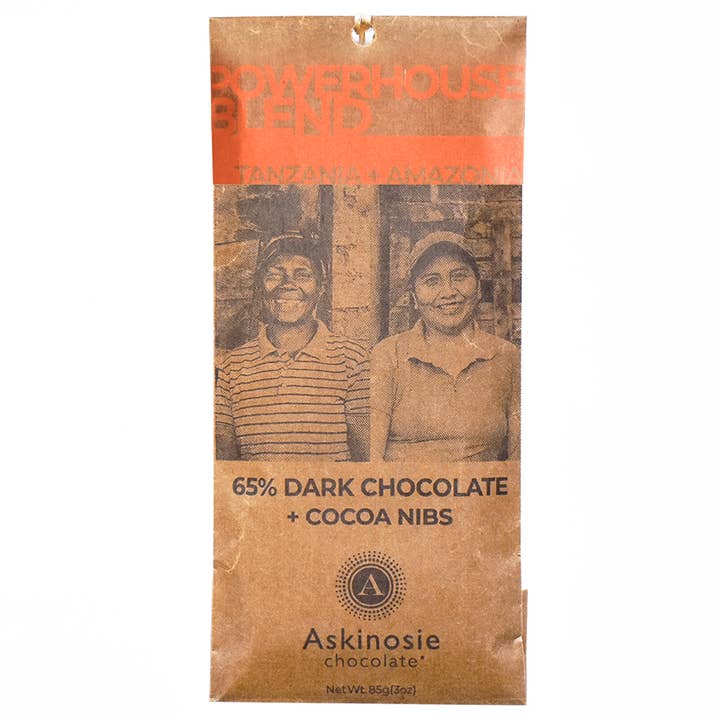 POWERHOUSE
BLEND
TANZANIA + AMAZONIA
65% DARK CHOCOLATE
+ COCOA NIBS
A
Askinosie
chocolate®
Net Wt. 85g(3oz)